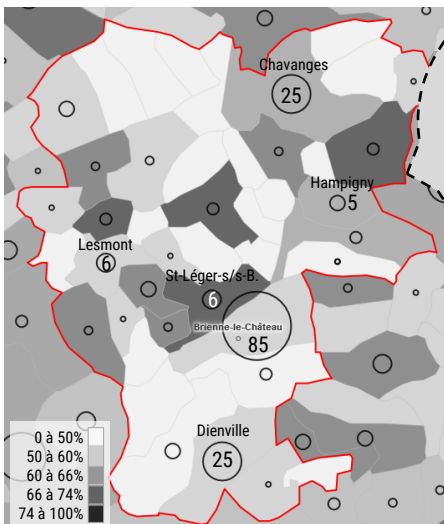 Chavanges
25
Hampigny
5
Lesmont
6
St-Léger-s/s-B.
6
Brienne-le-Château
85
Dienville
25
0 à 50%
50 à 60%
60 à 66%
66 à 74%
74 à 100%